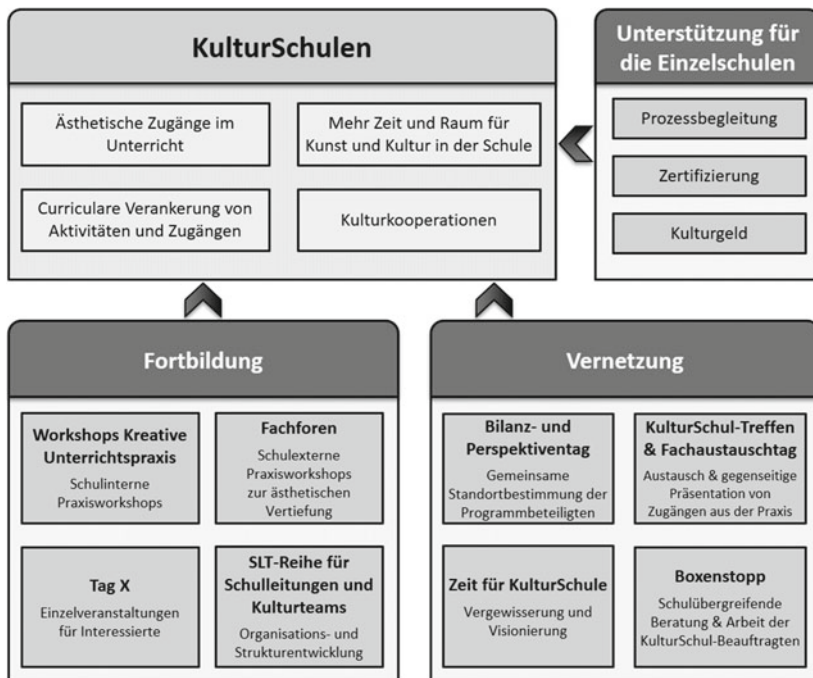 KulturSchulen
Ästhetische Zugänge im
Unterricht
Mehr Zeit und Raum für
Kunst und Kultur in der Schule
Curriculare Verankerung von
Aktivitäten und Zugängen
Kulturkooperationen
Unterstützung für
die Einzelschulen
Prozessbegleitung
Zertifizierung
Kulturgeld
Fortbildung
Workshops Kreative
Unterrichtspraxis
Schulinterne
Praxisworkshops
Fachforen
Schulexterne
Praxisworkshops
zur ästhetischen
Vertiefung
Tag X
Einzelveranstaltungen
für Interessierte
SLT-Reihe für
Schulleitungen und
Kulturteams
Organisations- und
Strukturentwicklung
Vernetzung
Bilanz- und
Perspektiventag
Gemeinsame
Standortbestimmung der
Programmbeteiligten
KulturSchul-Treffen
& Fachaustauschtag
Austausch & gegenseitige
Präsentation von
Zugängen aus der Praxis
Zeit für KulturSchule
Vergewisserung und
Visionierung
Boxenstopp
Schulübergreifende
Beratung & Arbeit der
KulturSchul-Beauftragten